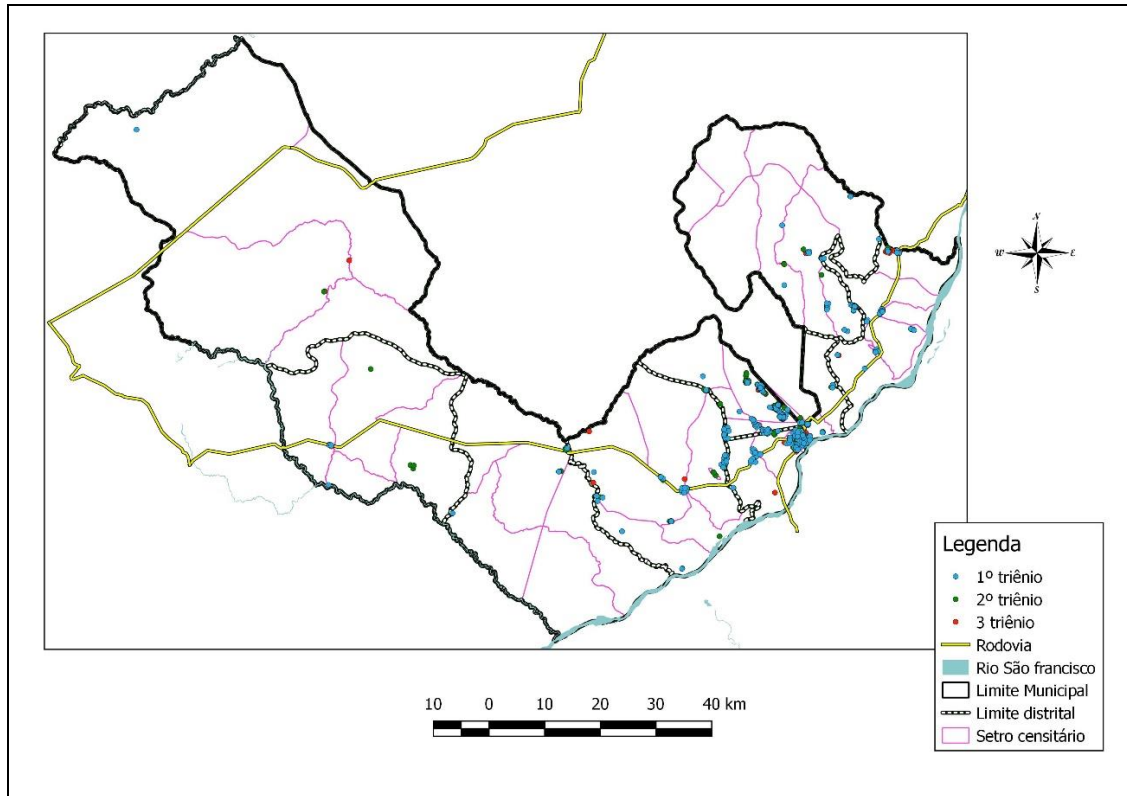 N
W E
S
Legenda
1º triênio
2º triênio
3 triênio
Rodovia
Rio São francisco
Limite Municipal
Limite distrital
Setro censitário
10 0 10 20 30 40 km